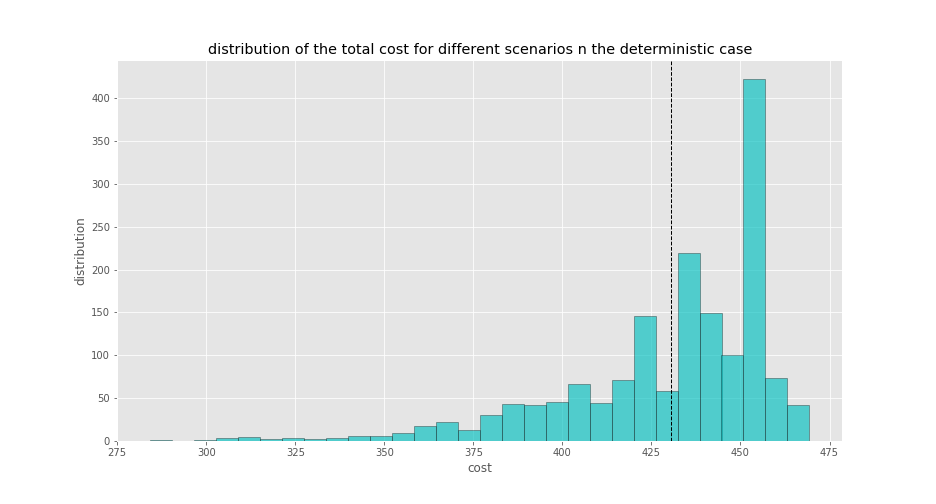 distribution of the total cost for different scenarios n the deterministic case
400
350
300
250
200
150
100
50
0
distribution
275 300 325 350 375 400 425 450 475
cost